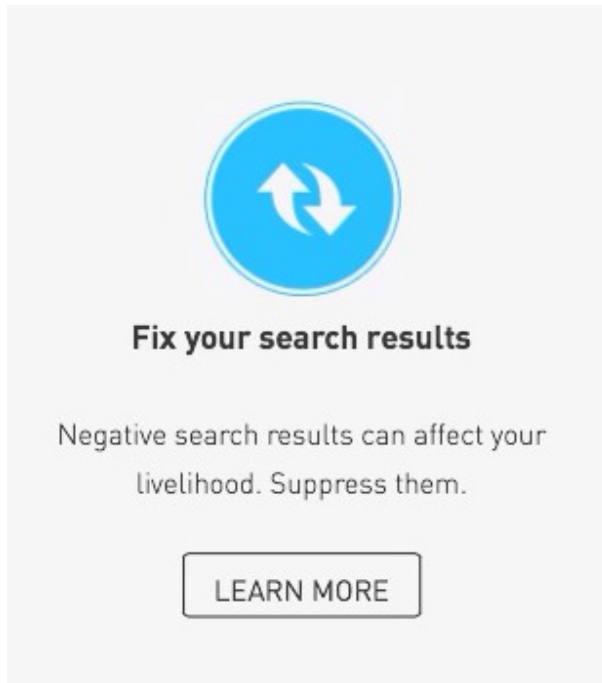 Fix your search results
Negative search results can affect your
livelihood. Suppress them.
LEARN MORE